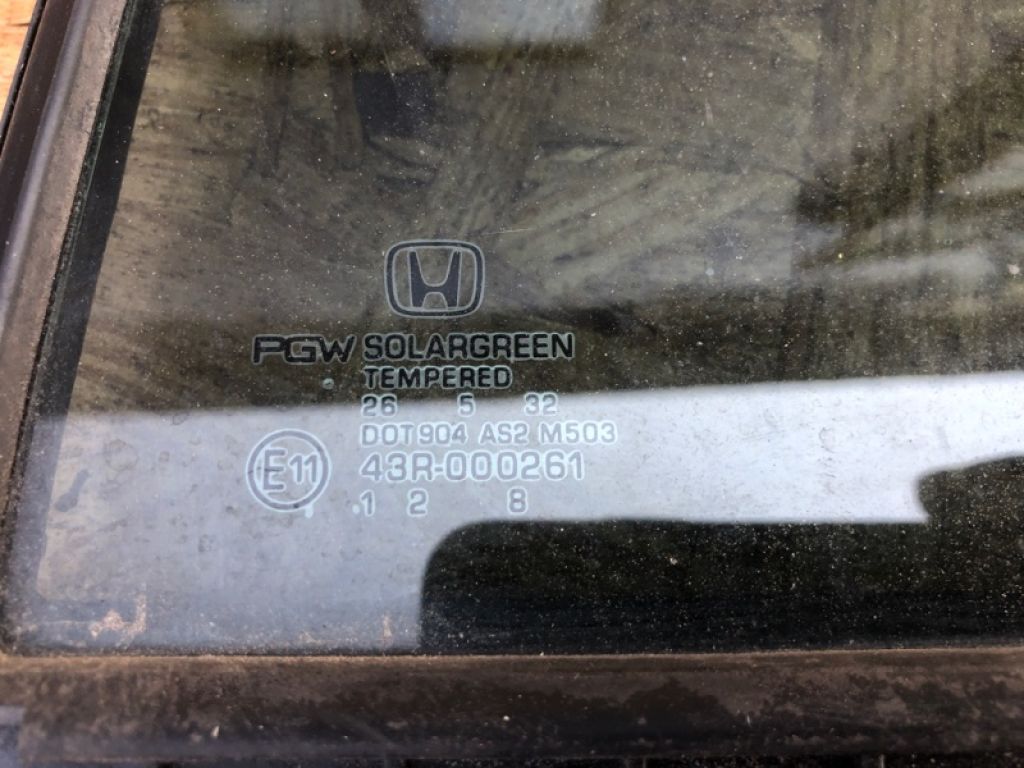 PGW SOLARGREEN
TEMPERED
26 5 32
DOT904 AS2 M503
E11 43R-000261
.1 2 8